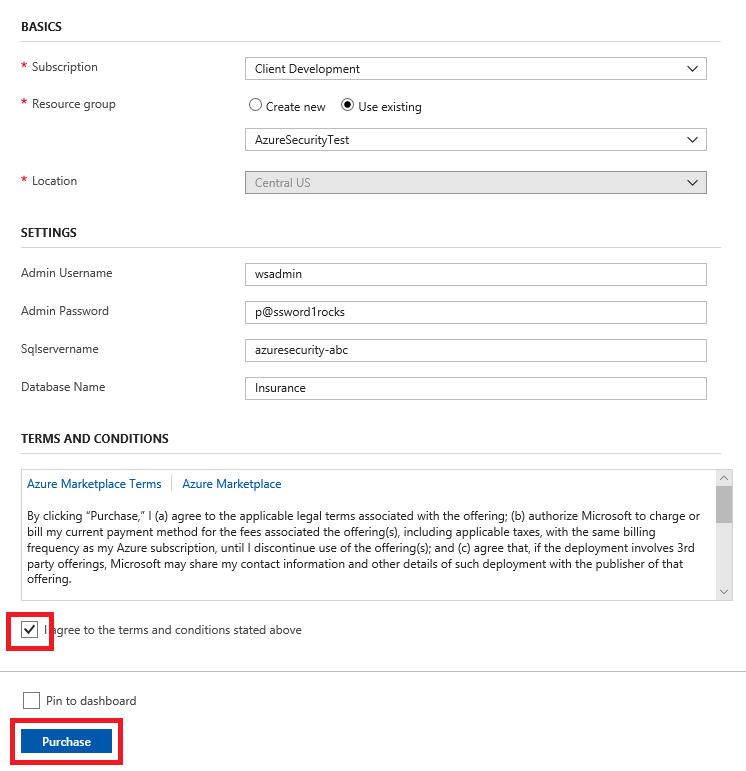 BASICS
* Subscription
Client Development
* Resource group
Create new Use existing
AzureSecurityTest
* Location
Central US
SETTINGS
Admin Username
wsadmin
Admin Password
p@ssword1rocks
Sqlservername
azuresecurity-abc
Database Name
Insurance
TERMS AND CONDITIONS
Azure Marketplace Terms Azure Marketplace
By clicking “Purchase,” I (a) agree to the applicable legal terms associated with the offering; (b) authorize Microsoft to charge or
bill my current payment method for the fees associated the offering(s), including applicable taxes, with the same billing
frequency as my Azure subscription, until I discontinue use of the offering(s); and (c) agree that, if the deployment involves 3rd
party offerings, Microsoft may share my contact information and other details of such deployment with the publisher of that
offering.
I agree to the terms and conditions stated above
Pin to dashboard
Purchase